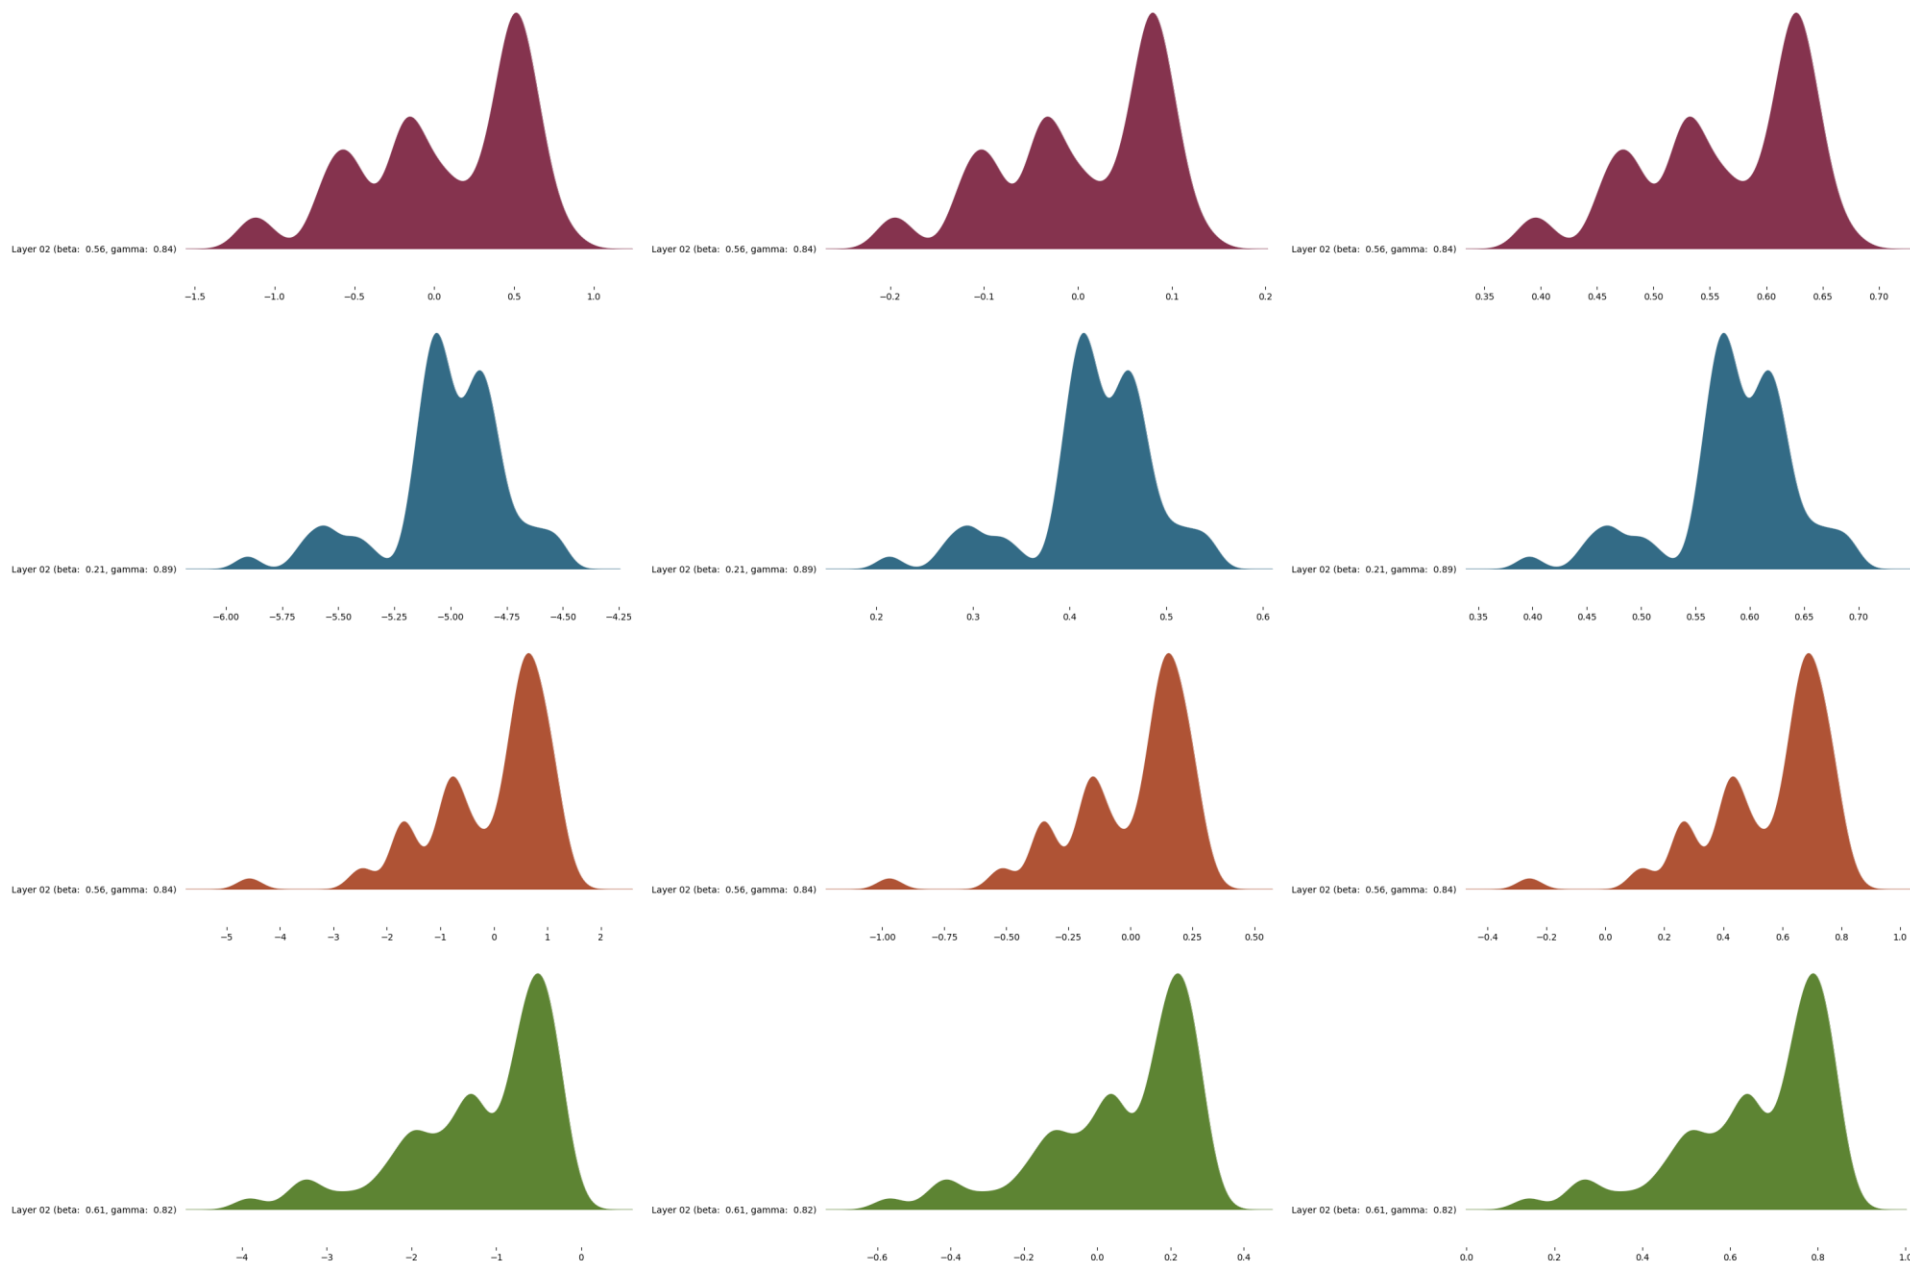 Layer 02 (beta:  0.56, gamma:  0.84)
−1.5 −1.0 −0.5 0.0 0.5 1.0
Layer 02 (beta:  0.56, gamma:  0.84)
−0.2 −0.1 0.0 0.1 0.2
Layer 02 (beta:  0.56, gamma:  0.84)
0.35 0.40 0.45 0.50 0.55 0.60 0.65 0.70
Layer 02 (beta:  0.21, gamma:  0.89)
−6.00 −5.75 −5.50 −5.25 −5.00 −4.75 −4.50 −4.25
Layer 02 (beta:  0.21, gamma:  0.89)
0.2 0.3 0.4 0.5 0.6
Layer 02 (beta:  0.21, gamma:  0.89)
0.35 0.40 0.45 0.50 0.55 0.60 0.65 0.70
Layer 02 (beta:  0.56, gamma:  0.84)
−5 −4 −3 −2 −1 0 1 2
Layer 02 (beta:  0.56, gamma:  0.84)
−1.00 −0.75 −0.50 −0.25 0.00 0.25 0.50
Layer 02 (beta:  0.56, gamma:  0.84)
−0.4 −0.2 0.0 0.2 0.4 0.6 0.8 1.0
Layer 02 (beta:  0.61, gamma:  0.82)
−4 −3 −2 −1 0
Layer 02 (beta:  0.61, gamma:  0.82)
−0.6 −0.4 −0.2 0.0 0.2 0.4
Layer 02 (beta:  0.61, gamma:  0.82)
0.0 0.2 0.4 0.6 0.8 1.0